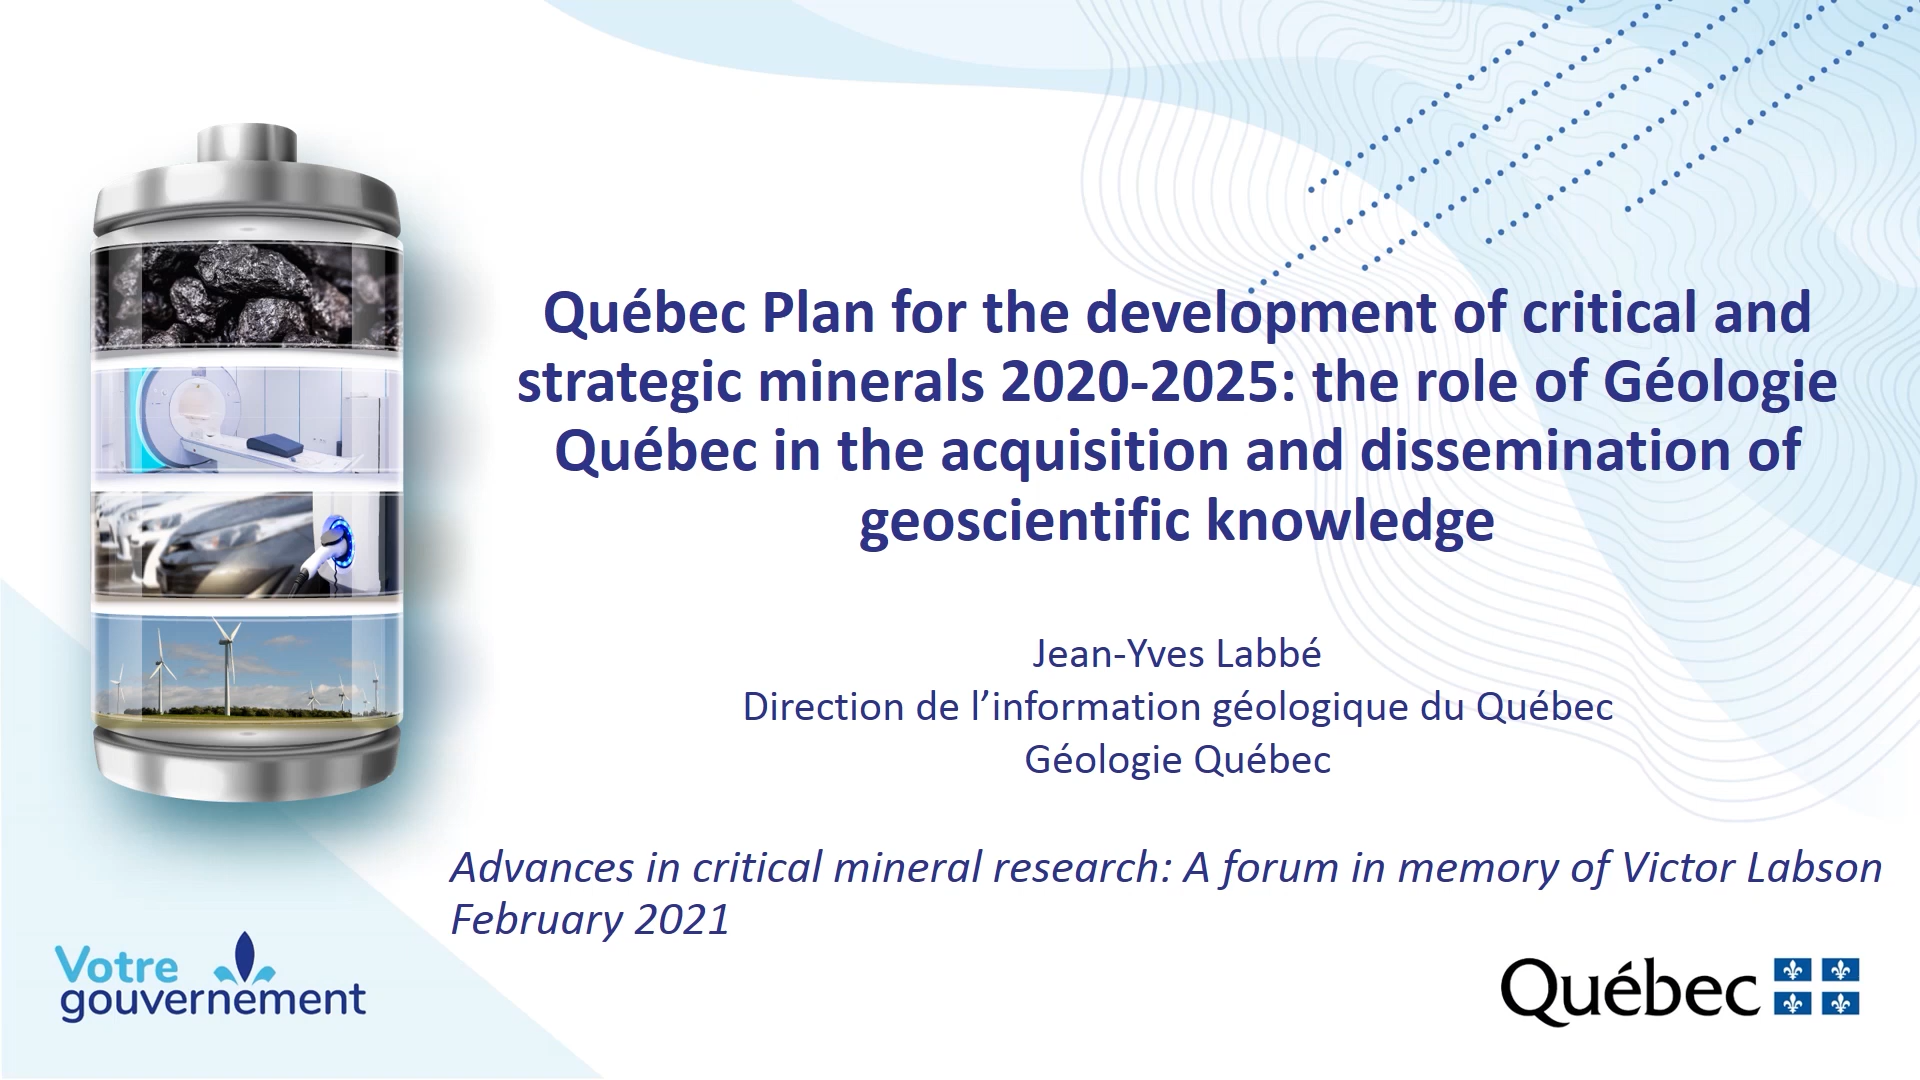 Québec Plan for the development of critical and
strategic minerals 2020-2025: the role of Géologie
Québec in the acquisition and dissemination of
geoscientific knowledge
Jean-Yves Labbé
Direction de l’information géologique du Québec
Géologie Québec
Advances in critical mineral research: A forum in memory of Victor Labson
February 2021
Votre
gouvernement
Québec